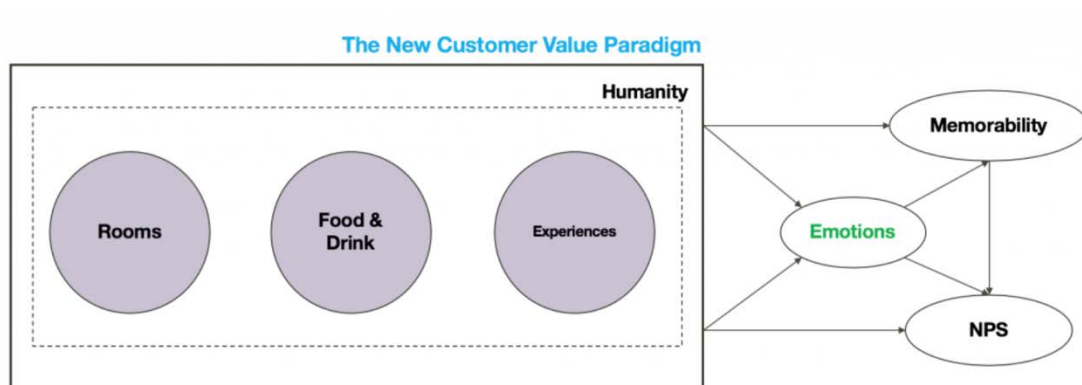 The New Customer Value Paradigm
Humanity
Rooms
Food &
Drink
Experiences
Memorability
Emotions
NPS